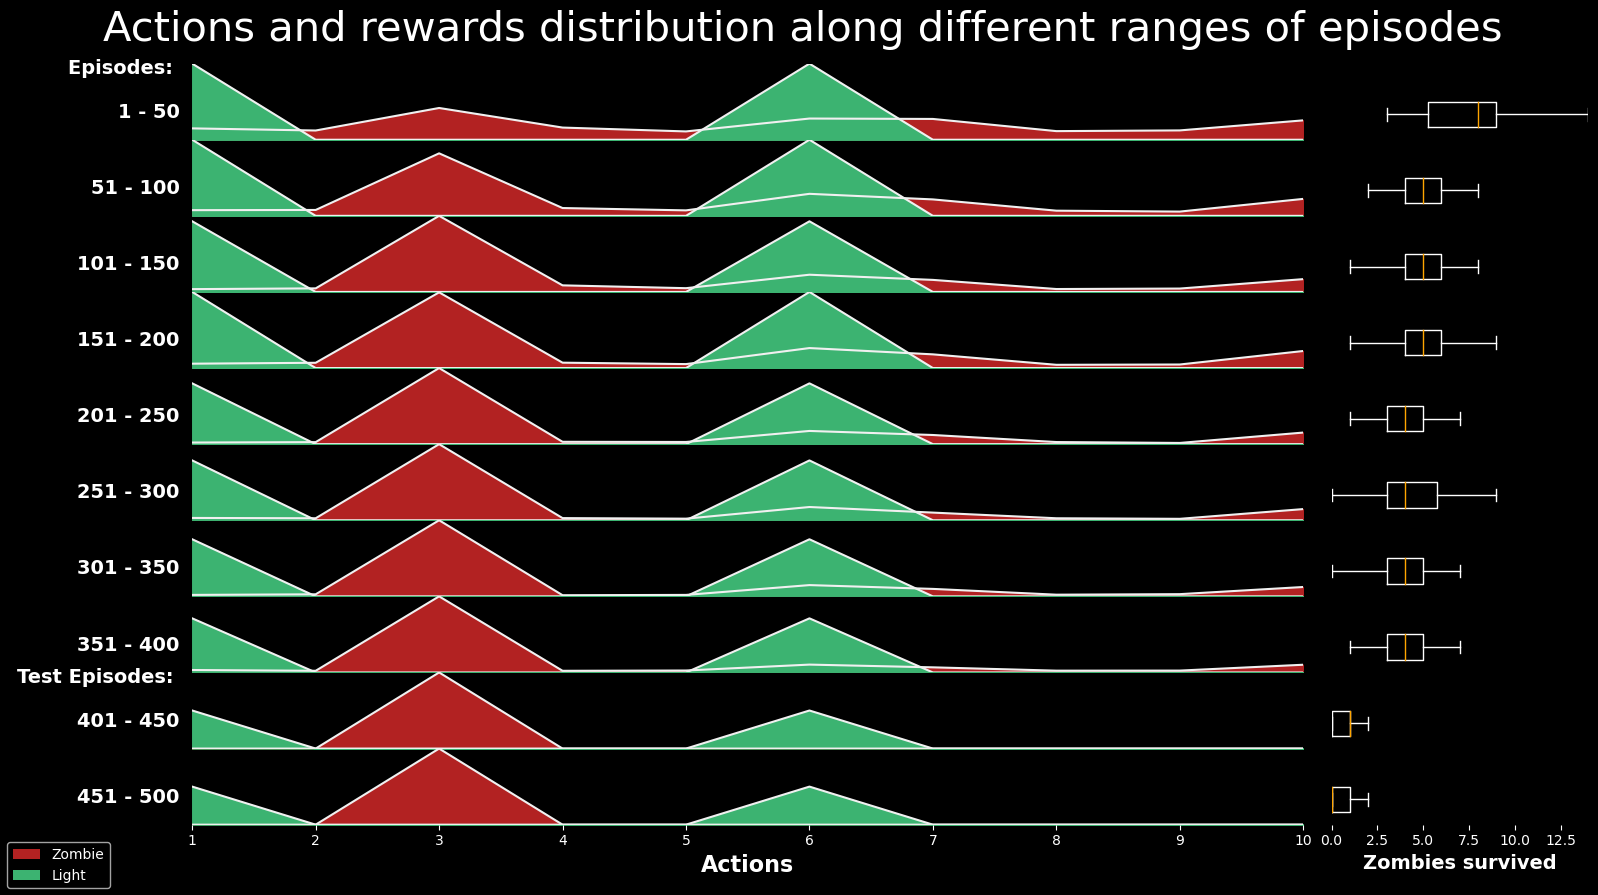 Actions and rewards distribution along different ranges of episodes
Episodes:
1 - 50
51 - 100
101 - 150
151 - 200
201 - 250
251 - 300
301 - 350
351 - 400
Test Episodes:
401 - 450
451 - 500
1 2 3 4 5 6 7 8 9 10
0.0 2.5 5.0 7.5 10.0 12.5
Actions
Zombies survived
Zombie
Light